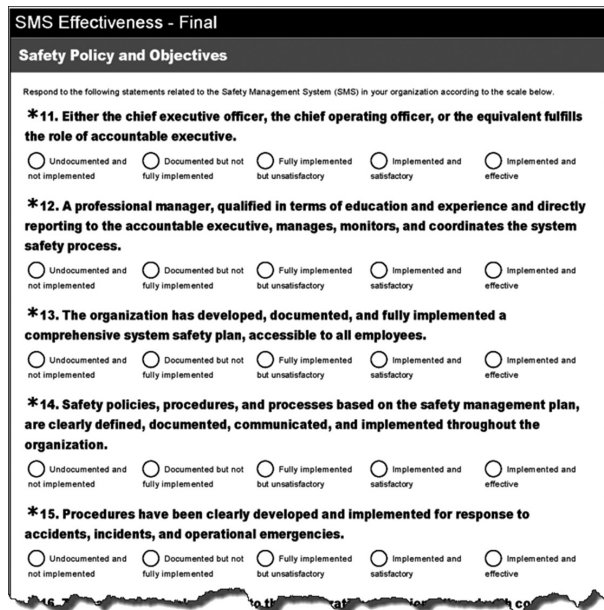 SMS Effectiveness - Final
Safety Policy and Objectives
Respond to the following statements related to the Safety Management System (SMS) in your organization according to the scale below.
*11. Either the chief executive officer, the chief operating officer, or the equivalent fulfills
the role of accountable executive.
Undocumented and Documented but not Fully implemented Implemented and Implemented and
not implemented fully implemented but unsatisfactory satisfactory effective
*12. A professional manager, qualified in terms of education and experience and directly
reporting to the accountable executive, manages, monitors, and coordinates the system
safety process.
Undocumented and Documented but not Fully implemented Implemented and Implemented and
not implemented fully implemented but unsatisfactory satisfactory effective
*13. The organization has developed, documented, and fully implemented a
comprehensive system safety plan, accessible to all employees.
Undocumented and Documented but not Fully implemented Implemented and Implemented and
not implemented fully implemented but unsatisfactory satisfactory effective
*14. Safety policies, procedures, and processes based on the safety management plan,
are clearly defined, documented, communicated, and implemented throughout the
organization.
Undocumented and Documented but not Fully implemented Implemented and Implemented and
not implemented fully implemented but unsatisfactory satisfactory effective
*15. Procedures have been clearly developed and implemented for response to
accidents, incidents, and operational emergencies.
Undocumented and Documented but not Fully implemented Implemented and Implemented and
not implemented fully implemented but unsatisfactory satisfactory effective